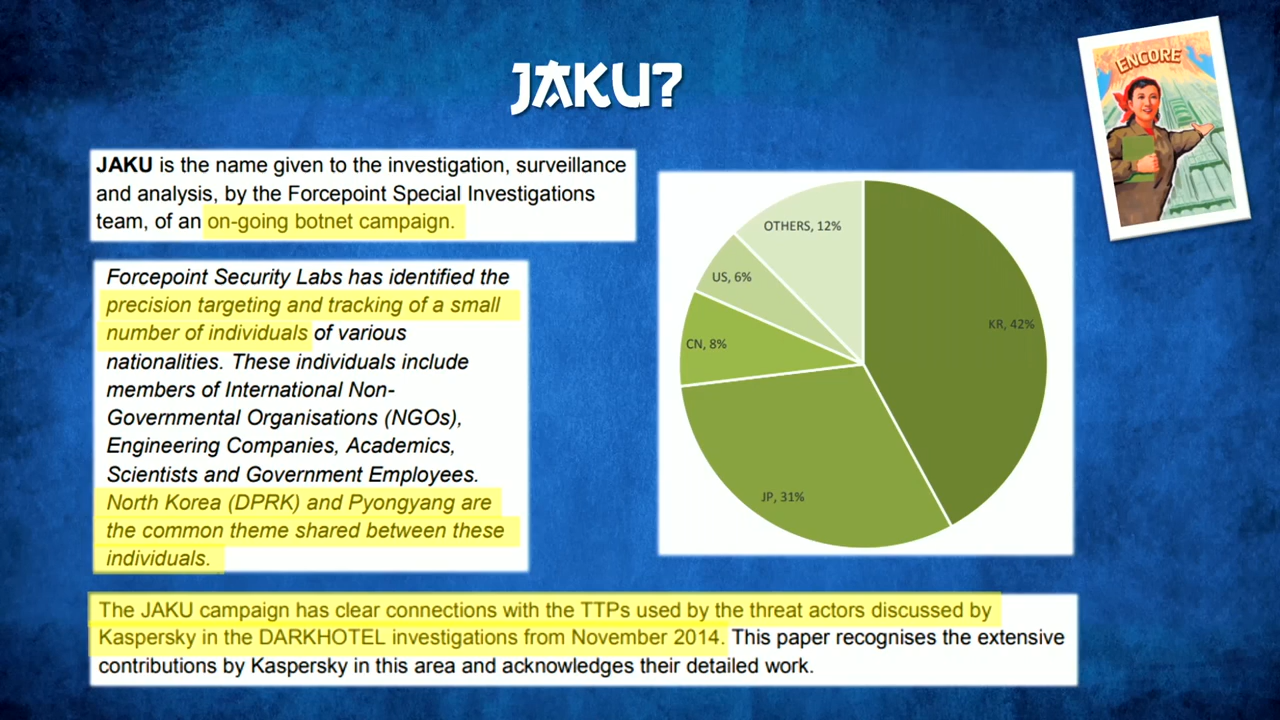 JAKU?
ENCORE
JAKU is the name given to the investigation, surveillance
and analysis, by the Forcepoint Special Investigations
team, of an on-going botnet campaign.
Forcepoint Security Labs has identified the
precision targeting and tracking of a small
number of individuals of various
nationalities. These individuals include
members of International Non-
Governmental Organisations (NGOs),
Engineering Companies, Academics,
Scientists and Government Employees.
North Korea (DPRK) and Pyongyang are
the common theme shared between these
individuals.
OTHERS, 12%
US, 6%
CN, 8%
KR, 42%
JP, 31%
The JAKU campaign has clear connections with the TTPs used by the threat actors discussed by
Kaspersky in the DARKHOTEL investigations from November 2014. This paper recognises the extensive
contributions by Kaspersky in this area and acknowledges their detailed work.